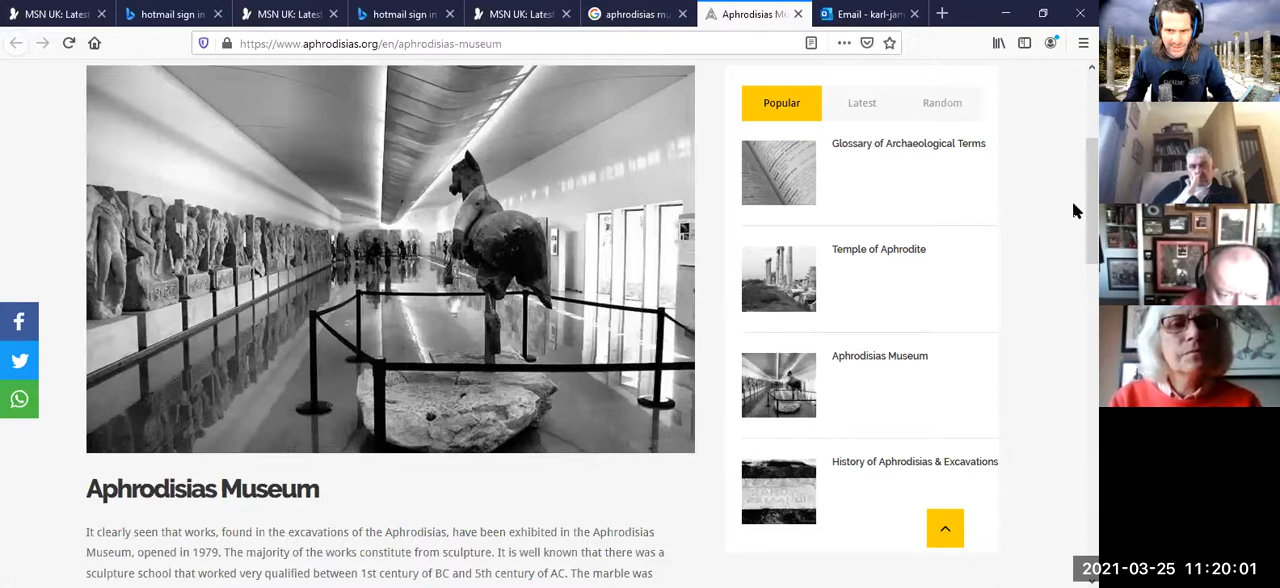 MSN UK: Latest
hotmail sign in
MSN UK: Latest
hotmail sign in
MSN UK: Latest
aphrodisias mu
Aphrodisias Mu
Email - karl-jam
https://www.aphrodisias.org/en/aphrodisias-museum
Popular
Latest
Random
Glossary of Archaeological Terms
Temple of Aphrodite
Aphrodisias Museum
History of Aphrodisias & Excavations
Aphrodisias Museum
It clearly seen that works, found in the excavations of the Aphrodisias, have been exhibited in the Aphrodisias
Museum, opened in 1979. The majority of the works constitute from sculpture. It is well known that there was a
sculpture school that worked very qualified between 1st century of BC and 5th century of AC. The marble was
2021-03-25 11:20:01